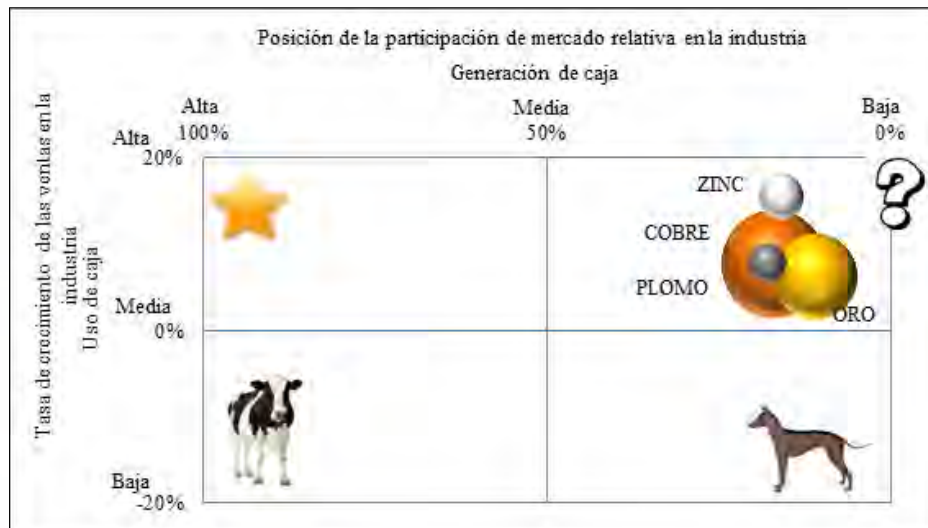 Posición de la participación de mercado relativa en la industria
Generación de caja
Alta
100%
Media
50%
Baja
0%
Tasa de crecimiento de las ventas en la
industria
Uso de caja
Alta
20%
Media
0%
Baja
-20%
ZINC
COBRE
PLOMO
ORO
?